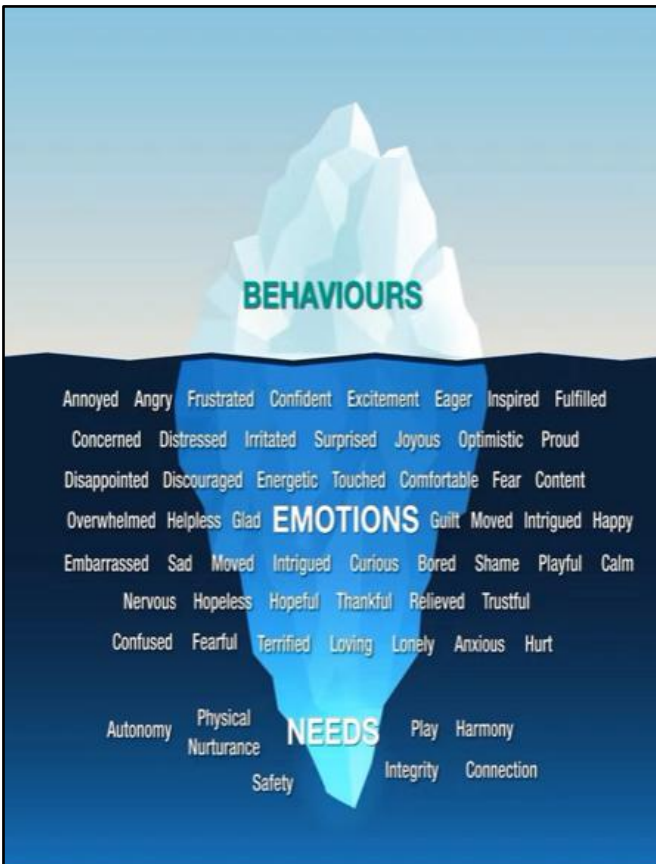 BEHAVIOURS
Annoyed Angry Frustrated Confident Excitement Eager Inspired Fulfilled
Concerned Distressed Irritated Surprised Joyous Optimistic Proud
Disappointed Discouraged Energetic Touched Comfortable Fear Content
Overwhelmed Helpless Glad EMOTIONS Guilt Moved Intrigued Happy
Embarrassed Sad Moved Intrigued Curious Bored Shame Playful Calm
Nervous Hopeless Hopeful Thankful Relieved Trustful
Confused Fearful Terrified Loving Lonely Anxious Hurt
Autonomy Physical Nurturance NEEDS Play Harmony
Safety Integrity Connection